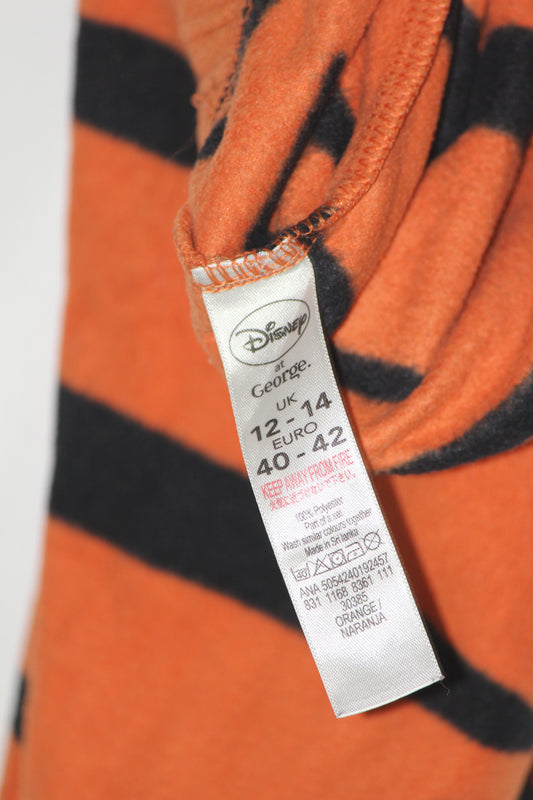 Disney
at
George.
UK
12 - 14
EURO
40 - 42
KEEP AWAY FROM FIRE
100% Polyester
Part of a set
Wash similar colours together
Made in Sri lanka
ANA 5054240192457
831 1168 8361 111
30385
ORANGE /
NARANJA